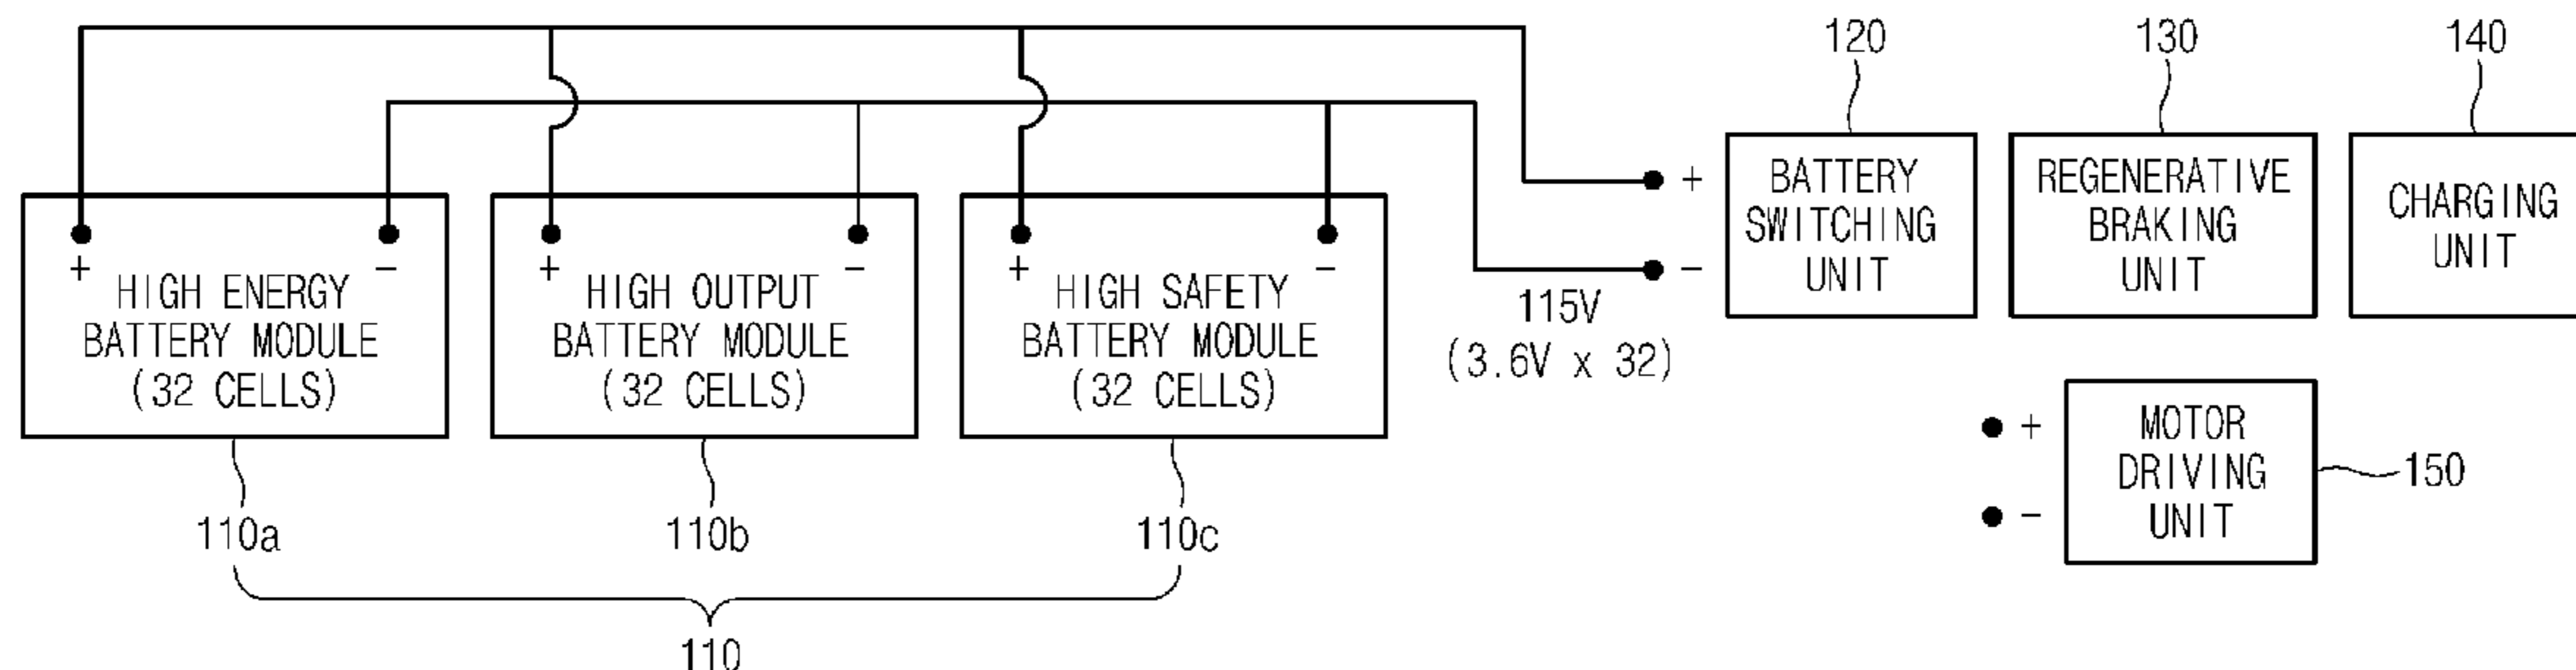 120
130
140
+
BATTERY
SWITCHING
UNIT
REGENERATIVE
BRAKING
UNIT
CHARGING
UNIT
+ −
HIGH ENERGY
BATTERY MODULE
(32 CELLS)
+ −
HIGH OUTPUT
BATTERY MODULE
(32 CELLS)
+ −
HIGH SAFETY
BATTERY MODULE
(32 CELLS)
−
115V
(3.6V x 32)
+
−
MOTOR
DRIVING
UNIT
150
110a
110b
110c
110